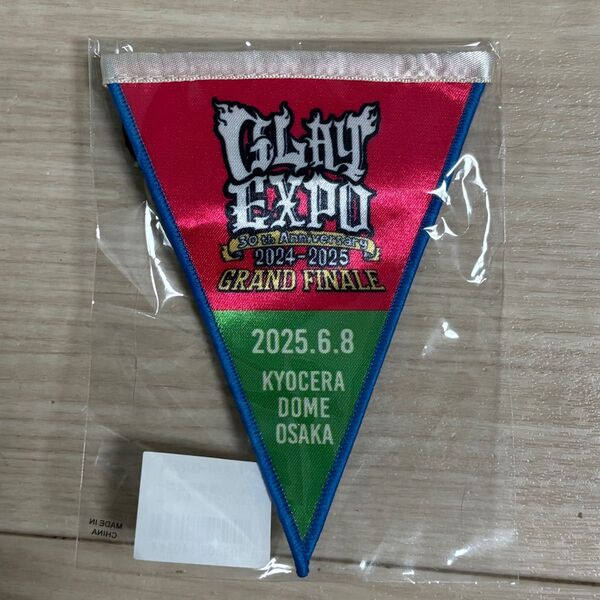 GLAY
EXPO
30th Anniversary
2024-2025
GRAND FINALE
2025.6.8
KYOCERA
DOME
OSAKA
MADE IN
CHINA